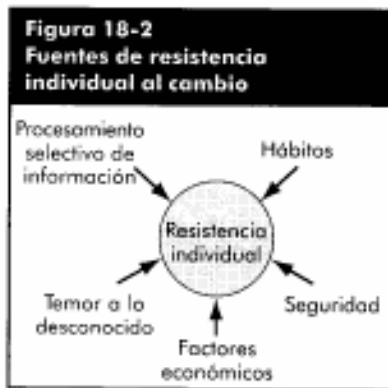 Figura 18-2
Fuentes de resistencia
individual al cambio
Procesamiento
selectivo de
información
Hábitos
Resistencia
individual
Temor a lo
desconocido
Seguridad
Factores
económicos